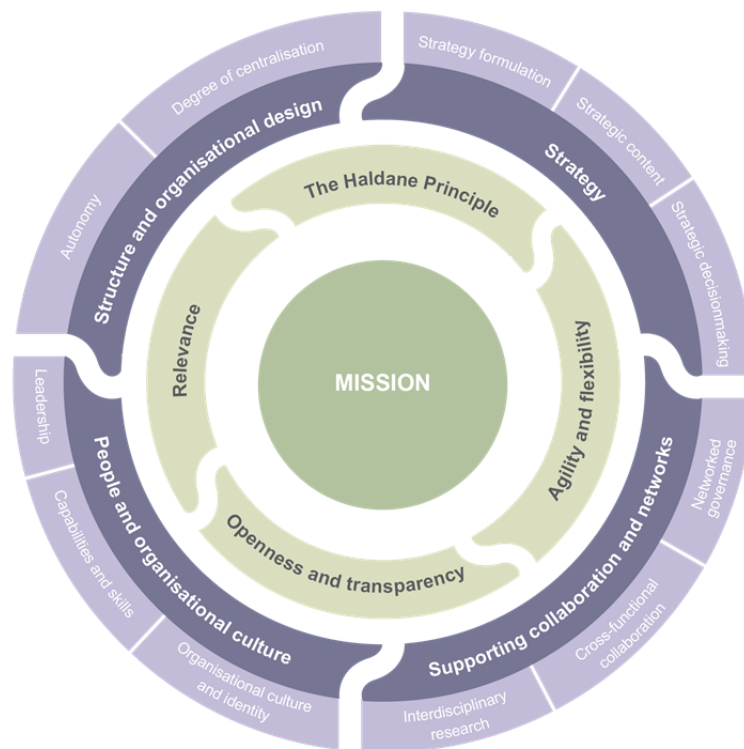 Degree of centralisation
Autonomy
Structure and organisational design
Strategy formulation
Strategic content
Strategic decisionmaking
Strategy
The Haldane Principle
Relevance
Agility and flexibility
Openness and transparency
MISSION
Leadership
Capabilities and skills
Organisational culture
and identity
People and organisational culture
Networked
governance
Cross-functional
collaboration
Interdisciplinary
research
Supporting collaboration and networks